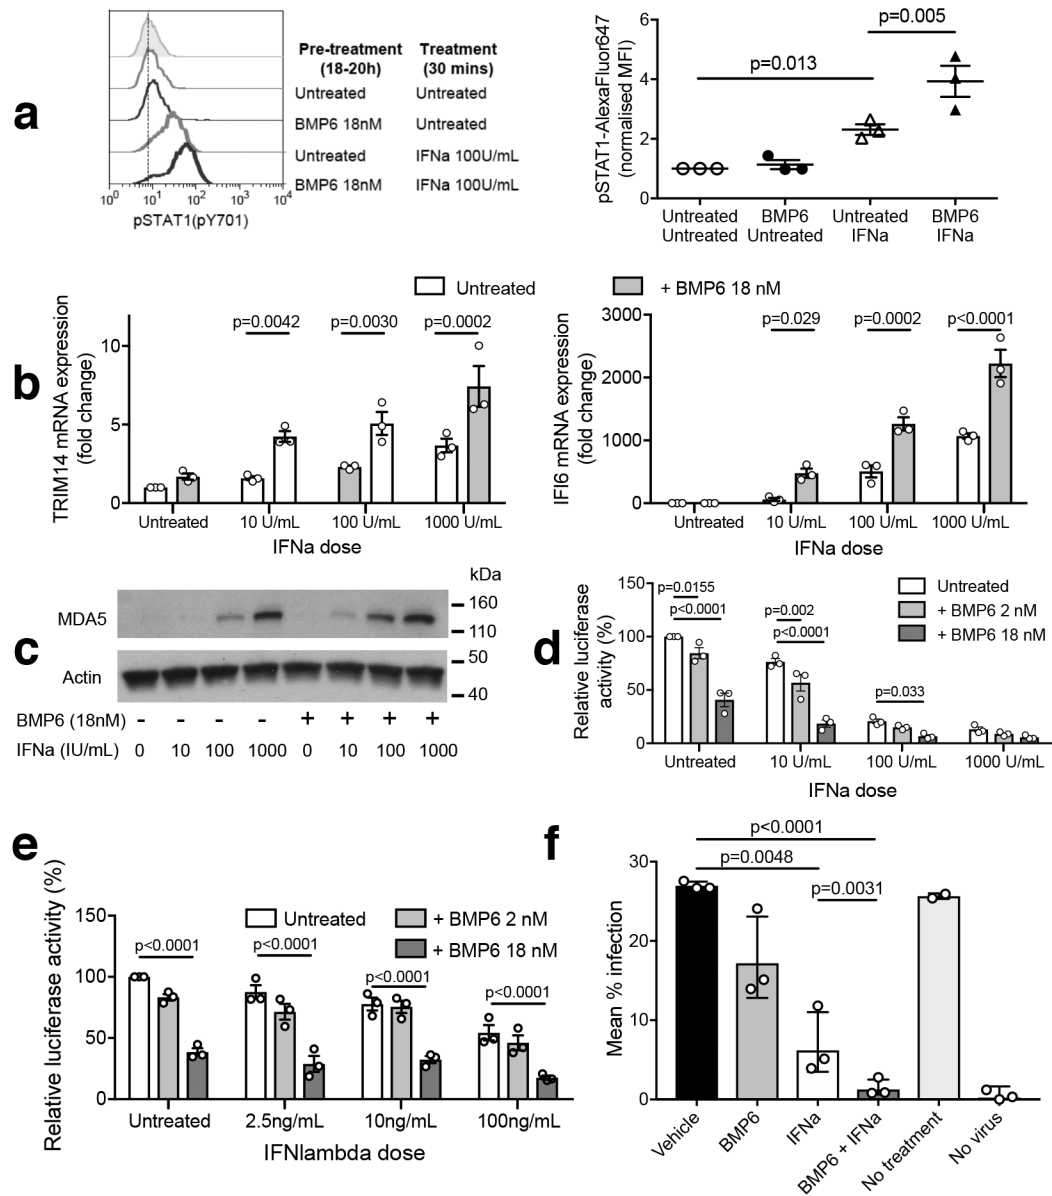 a
Pre-treatment
(18-20h)
Treatment
(30 mins)
Untreated Untreated
BMP6 18nM Untreated
Untreated IFNa 100U/mL
BMP6 18nM IFNa 100U/mL
10⁰ 10¹ 10² 10³ 10⁴
pSTAT1(pY701)
pSTAT1-AlexaFluor647
(normalised MFI)
6
4
2
0
p=0.013
p=0.005
Untreated
Untreated
BMP6
Untreated
Untreated
IFNa
BMP6
IFNa
b
Untreated
+ BMP6 18 nM
TRIM14 mRNA expression
(fold change)
10
5
0
p=0.0042
p=0.0030
p=0.0002
Untreated 10 U/mL 100 U/mL 1000 U/mL
IFNa dose
IFI6 mRNA expression
(fold change)
3000
2000
1000
0
p=0.029
p=0.0002
p<0.0001
Untreated 10 U/mL 100 U/mL 1000 U/mL
IFNa dose
c
kDa
MDA5
160
110
Actin
50
40
BMP6 (18nM) - - - - + + + +
IFNa (IU/mL) 0 10 100 1000 0 10 100 1000
d
Relative luciferase
activity (%)
150
100
50
0
p=0.0155
p<0.0001
p=0.002
p<0.0001
p=0.033
Untreated
+ BMP6 2 nM
+ BMP6 18 nM
Untreated 10 U/mL 100 U/mL 1000 U/mL
IFNa dose
e
Relative luciferase activity (%)
150
100
50
0
Untreated
+ BMP6 2 nM
+ BMP6 18 nM
p<0.0001
p<0.0001
p<0.0001
p<0.0001
Untreated 2.5ng/mL 10ng/mL 100ng/mL
IFNlambda dose
f
Mean % infection
30
20
10
0
p<0.0001
p=0.0048
p=0.0031
Vehicle
BMP6
IFNa
BMP6 + IFNa
No treatment
No virus